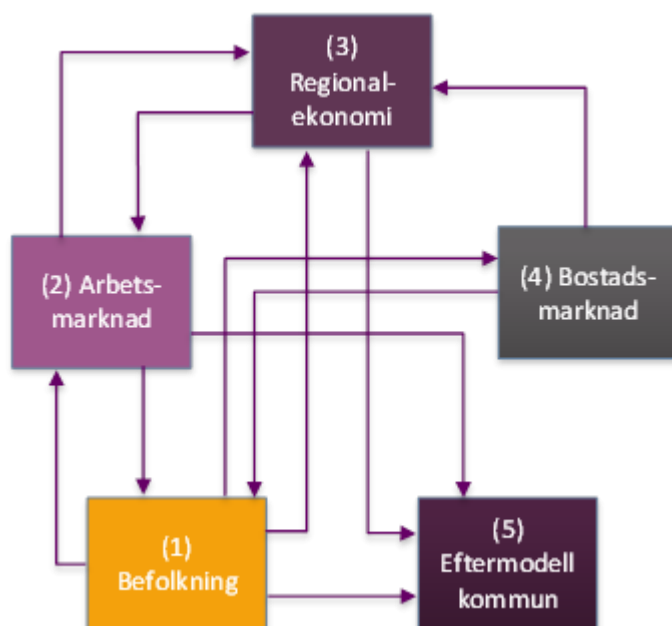 (3)
Regional-
ekonomi
(2) Arbets-
marknad
(4) Bostads-
marknad
(1)
Befolkning
(5)
Eftermodell
kommun